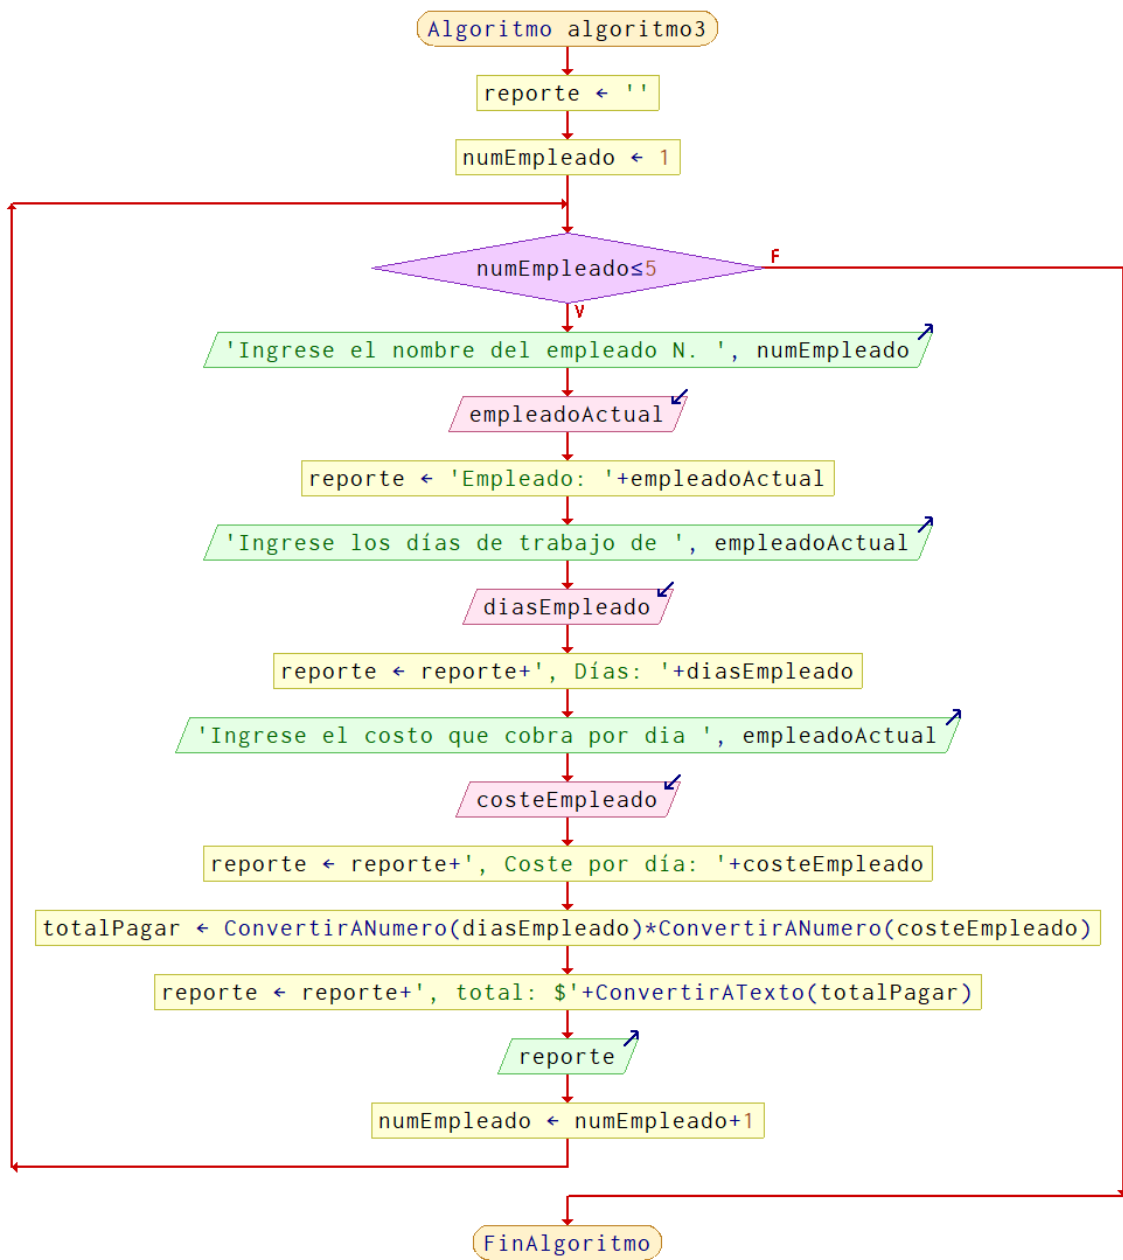 Algoritmo algoritmo3
reporte ← ''
numEmpleado ← 1
numEmpleado≤5
F
V
'Ingrese el nombre del empleado N. ', numEmpleado
empleadoActual
reporte ← 'Empleado: '+empleadoActual
'Ingrese los días de trabajo de ', empleadoActual
diasEmpleado
reporte ← reporte+', Días: '+diasEmpleado
'Ingrese el costo que cobra por dia ', empleadoActual
costeEmpleado
reporte ← reporte+', Coste por día: '+costeEmpleado
totalPagar ← ConvertirANumero(diasEmpleado)*ConvertirANumero(costeEmpleado)
reporte ← reporte+', total: $'+ConvertirATexto(totalPagar)
reporte
numEmpleado ← numEmpleado+1
FinAlgoritmo